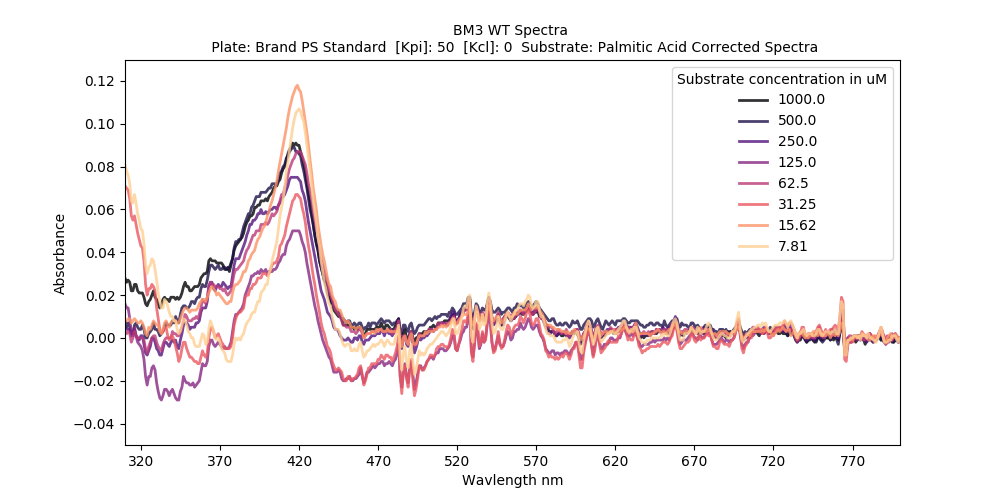 BM3 WT Spectra
Plate: Brand PS Standard  [Kpi]: 50  [Kcl]: 0  Substrate: Palmitic Acid Corrected Spectra
Substrate concentration in uM
1000.0
500.0
250.0
125.0
62.5
31.25
15.62
7.81
Absorbance
0.12
0.10
0.08
0.06
0.04
0.02
0.00
−0.02
−0.04
320 370 420 470 520 570 620 670 720 770
Wavlength nm